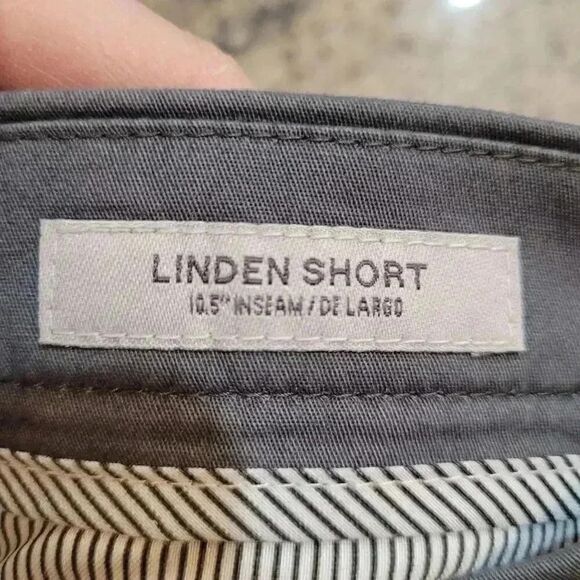 LINDEN SHORT
10.5" INSEAM / DE LARGO